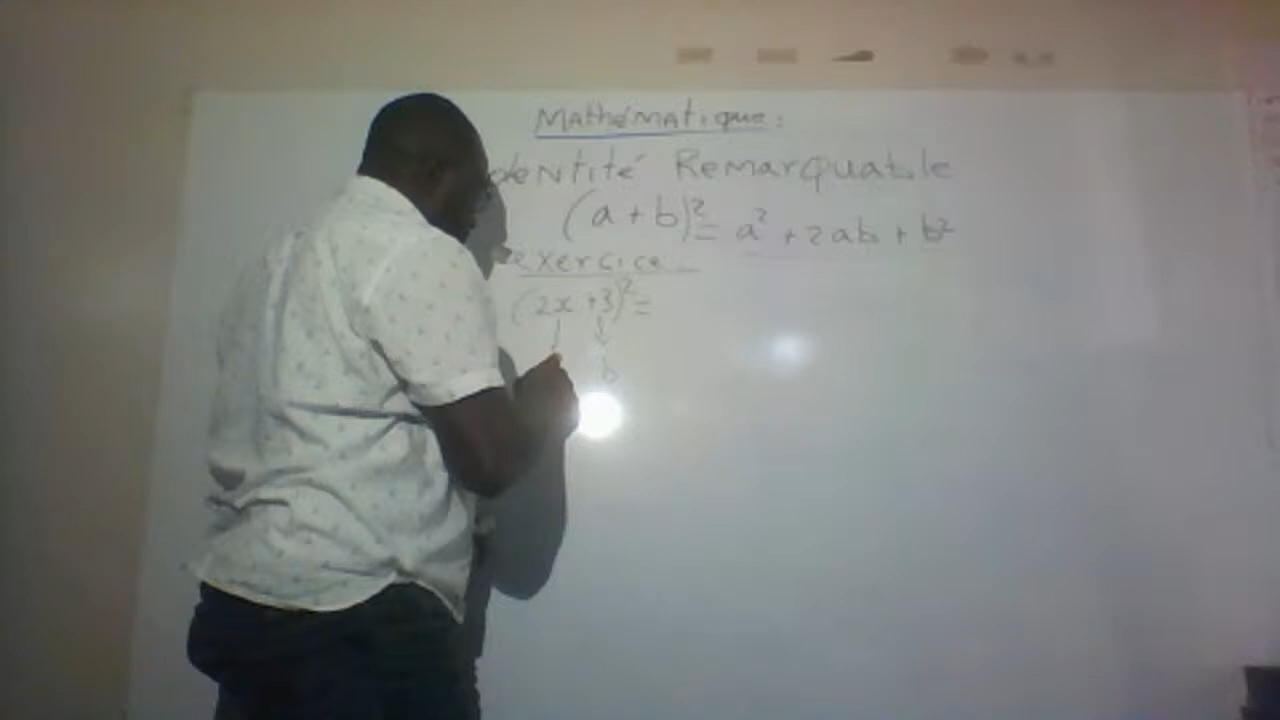 Mathématique:
dentité Remarquable
(a+b)²= a² + 2ab + b²
exercice
(2x+3)²=
b